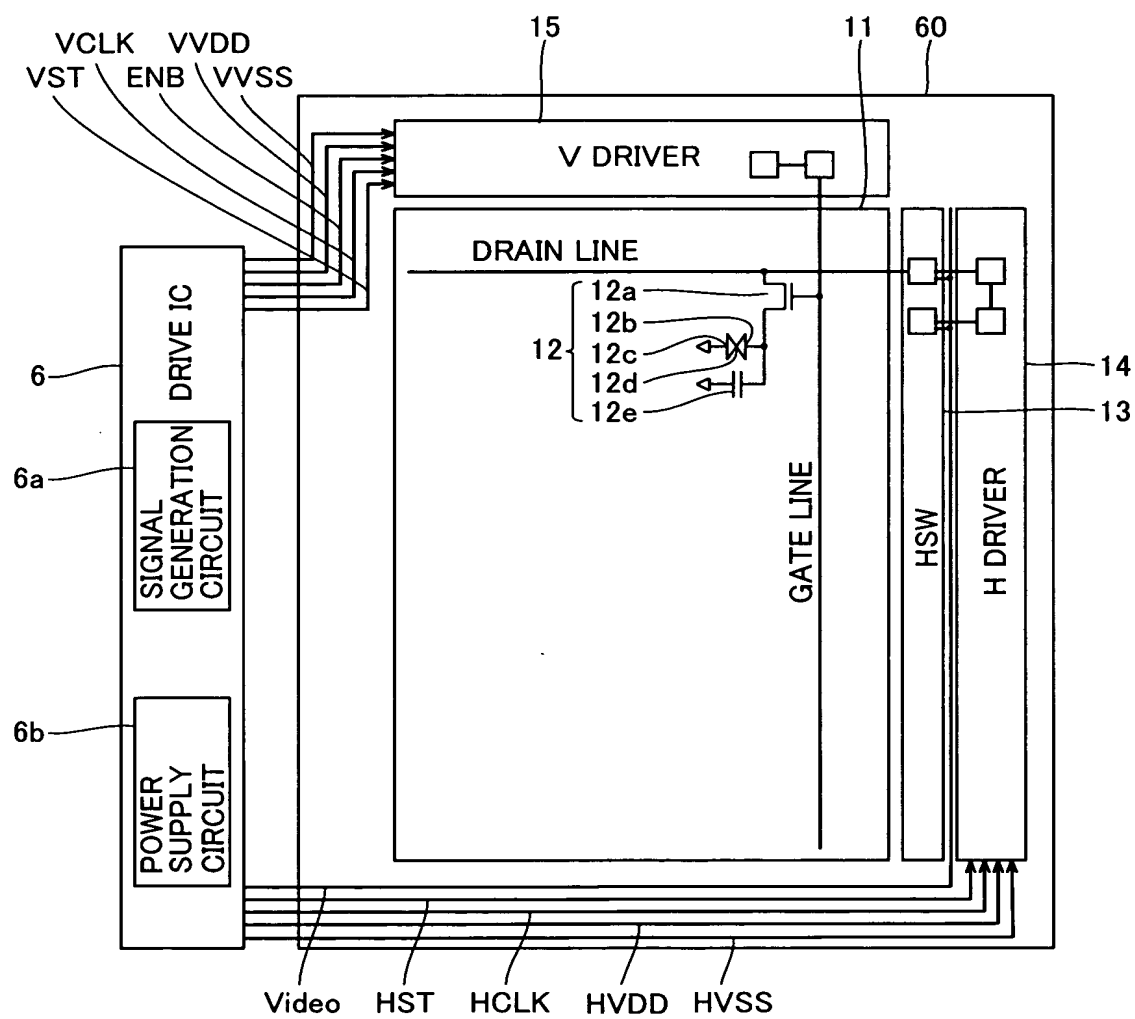 15
11
60
VCLK
VVDD
VST
ENB
VVSS
V DRIVER
DRAIN LINE
12a
12b
12
12c
12d
12e
6
DRIVE IC
14
13
6a
SIGNAL
GENERATION
CIRCUIT
GATE LINE
HSW
H DRIVER
6b
POWER
SUPPLY
CIRCUIT
Video
HST
HCLK
HVDD
HVSS